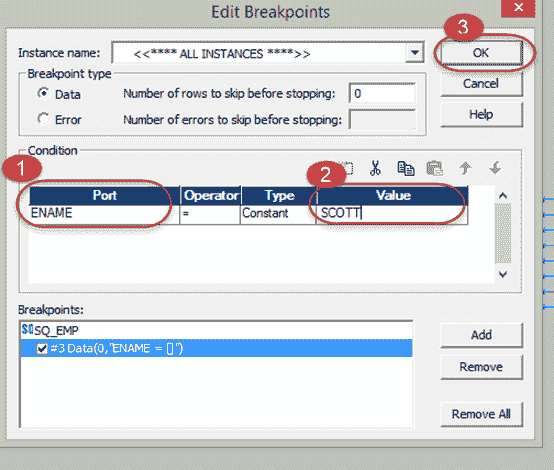 Edit Breakpoints
3
Instance name: <<**** ALL INSTANCES ****>> OK
Breakpoint type Cancel
Data Number of rows to skip before stopping: 0
Help
Error Number of errors to skip before stopping:
Condition
1 2
Port Operator Type Value
ENAME = Constant SCOTT
Breakpoints:
SQ_EMP Add
#3 Data(0, "ENAME = []")
Remove
Remove All